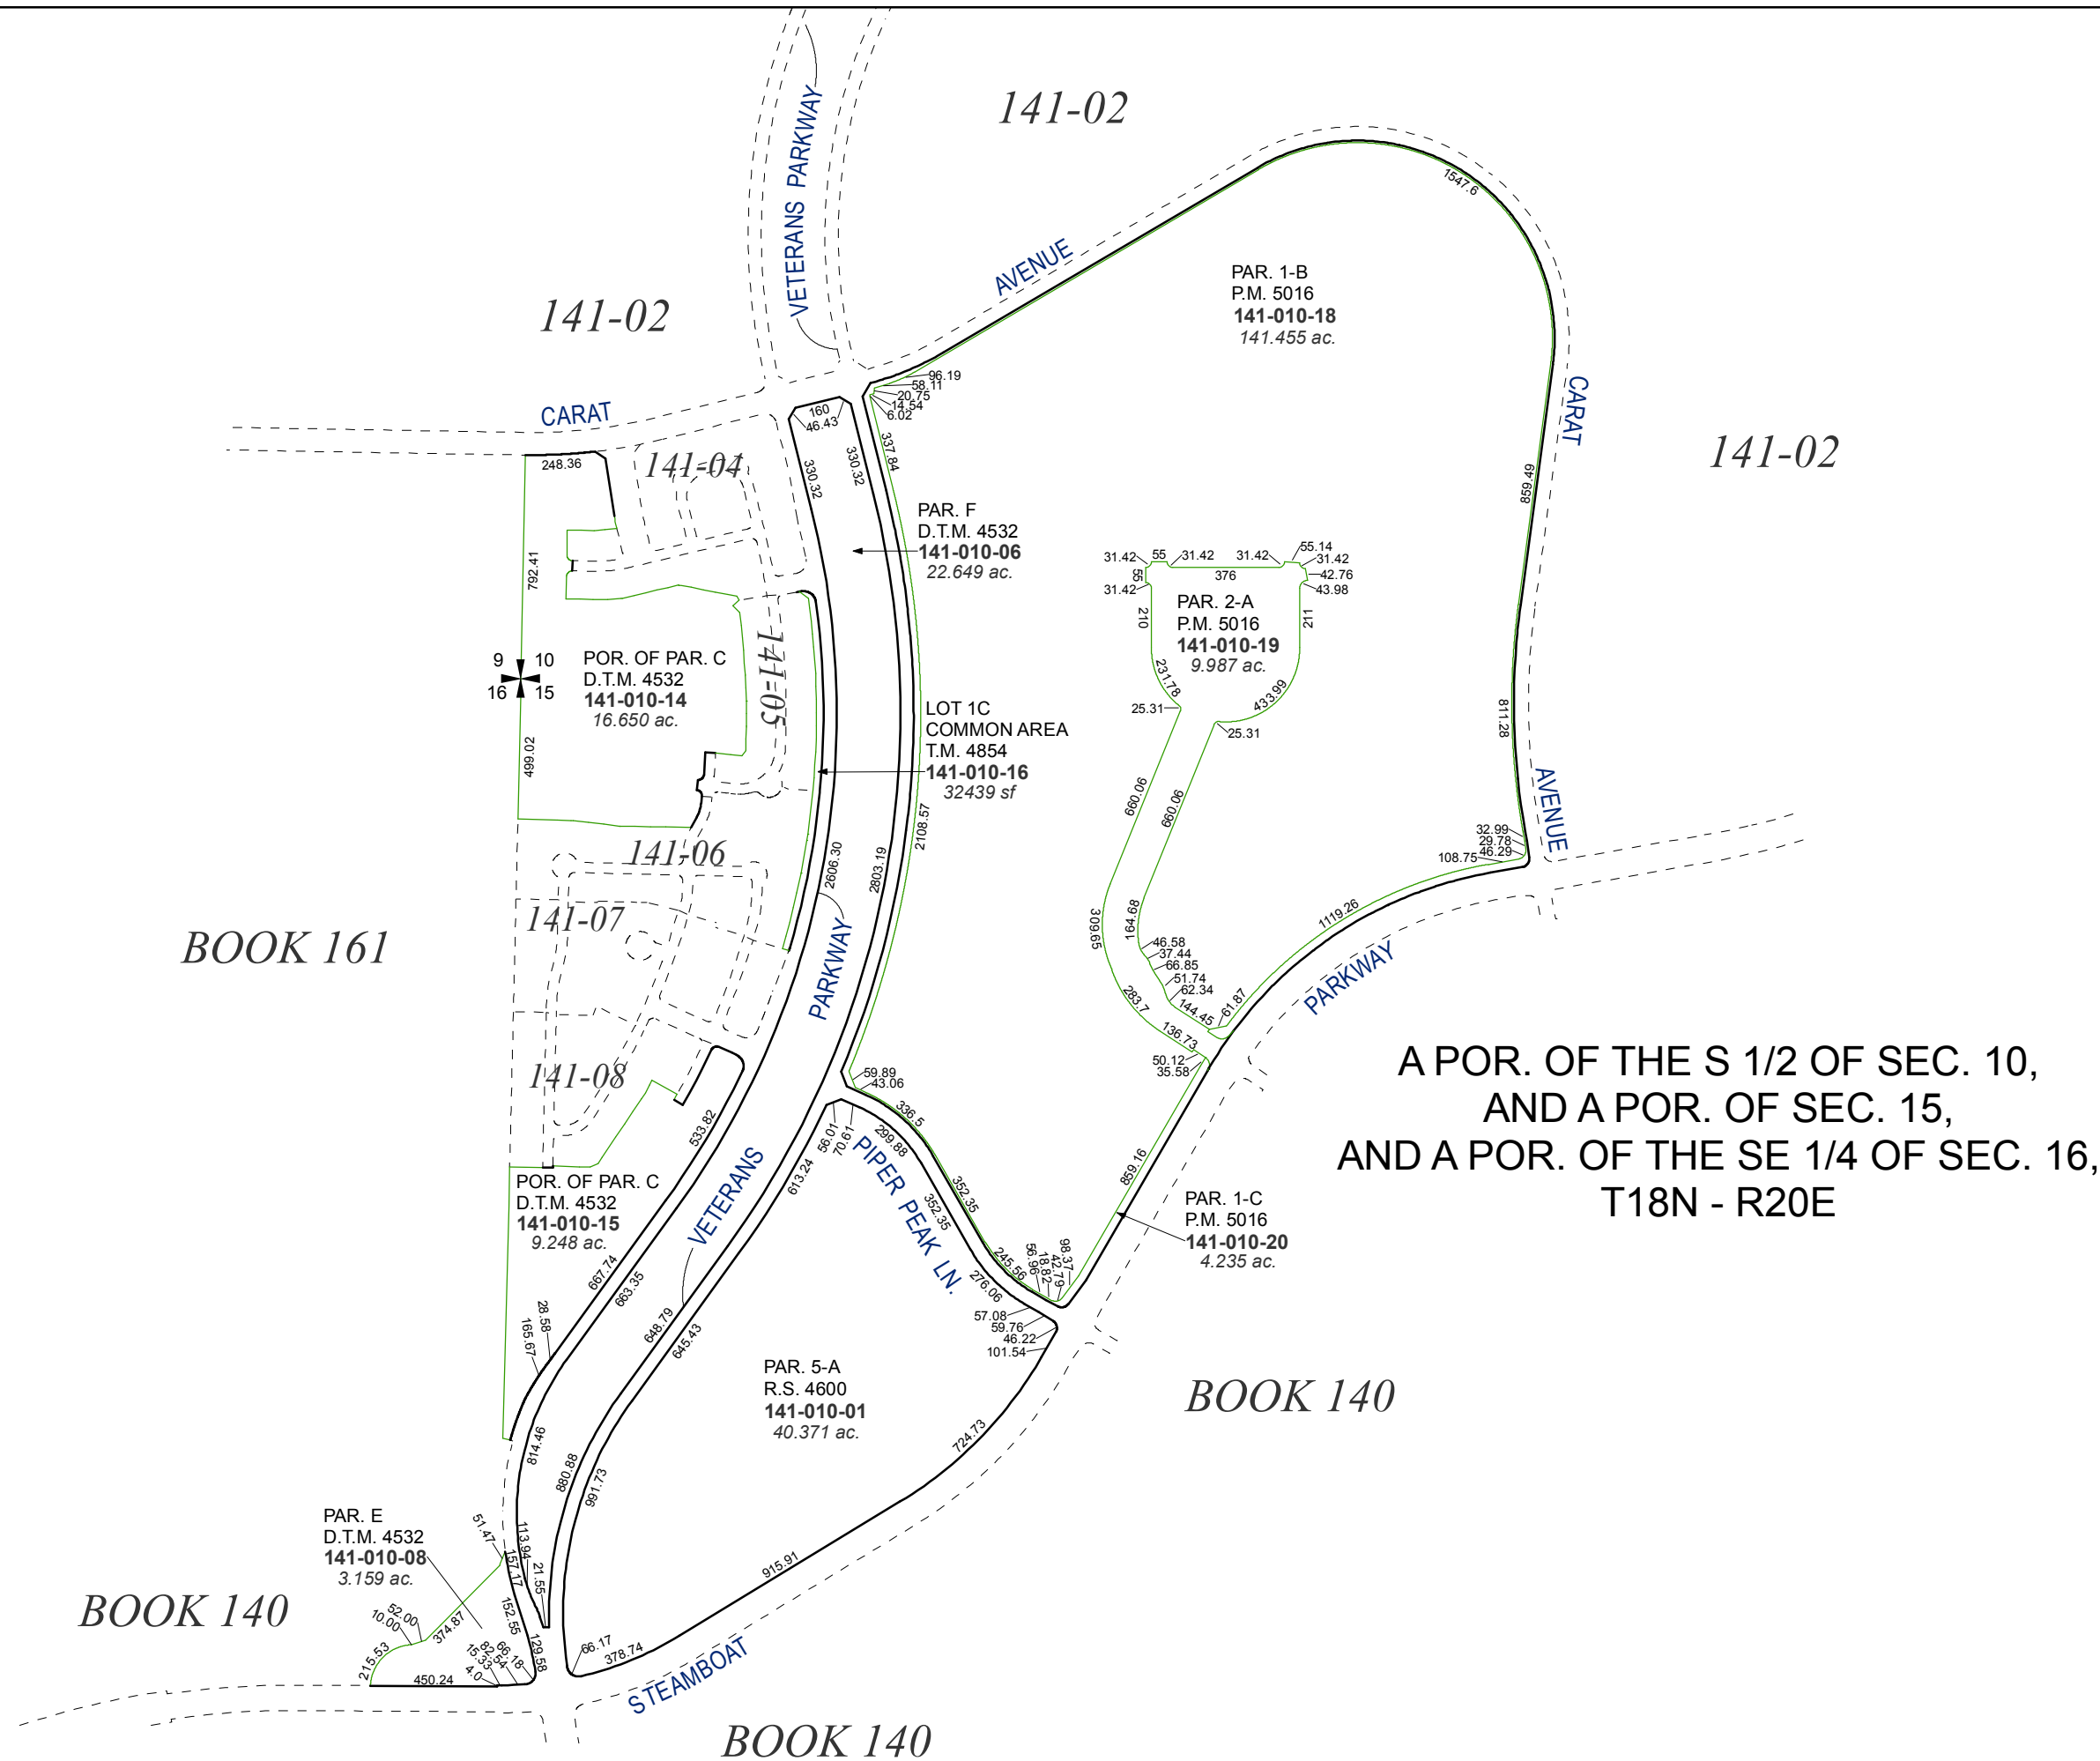 141-02
VETERANS PARKWAY
141-02
AVENUE
1547.6
PAR. 1-B
P.M. 5016
141-010-18
141.455 ac.
CARAT
CARAT
141-02
96.19
58.11
20.75
14.54
6.02
160
46.43
337.84
330.32
330.32
859.49
248.36
141-04
792.41
PAR. F
D.T.M. 4532
141-010-06
22.649 ac.
31.42
55
31.42
31.42
55.14
31.42
42.76
43.98
376
55
31.42
210
211
PAR. 2-A
P.M. 5016
141-010-19
9.987 ac.
231.78
433.99
25.31
25.31
9
10
16
15
POR. OF PAR. C
D.T.M. 4532
141-010-14
16.650 ac.
141-05
LOT 1C
COMMON AREA
T.M. 4854
141-010-16
32439 sf
499.02
811.28
AVENUE
660.06
660.06
2108.57
2606.30
2803.19
32.99
29.78
46.29
108.75
141-06
141-07
BOOK 161
PARKWAY
309.65
164.68
46.58
37.44
66.85
51.74
62.34
144.45
61.87
283.7
136.73
50.12
35.58
1119.26
PARKWAY
A POR. OF THE S 1/2 OF SEC. 10,
AND A POR. OF SEC. 15,
AND A POR. OF THE SE 1/4 OF SEC. 16,
T18N - R20E
141-08
59.89
43.06
336.5
299.88
56.01
70.61
533.82
613.24
PIPER PEAK LN.
352.35
352.35
859.16
VETERANS
POR. OF PAR. C
D.T.M. 4532
141-010-15
9.248 ac.
PAR. 1-C
P.M. 5016
141-010-20
4.235 ac.
245.56
56.96
18.82
42.79
98.37
276.06
57.08
59.76
46.22
101.54
667.74
663.35
648.79
645.43
28.58
165.67
PAR. 5-A
R.S. 4600
141-010-01
40.371 ac.
BOOK 140
724.73
814.46
880.88
991.73
PAR. E
D.T.M. 4532
141-010-08
3.159 ac.
51.47
113.94
157.17
21.55
152.55
129.58
915.91
BOOK 140
52.00
10.00
374.87
215.53
66.18
82.54
15.33
4.0
450.24
66.17
378.74
STEAMBOAT
BOOK 140